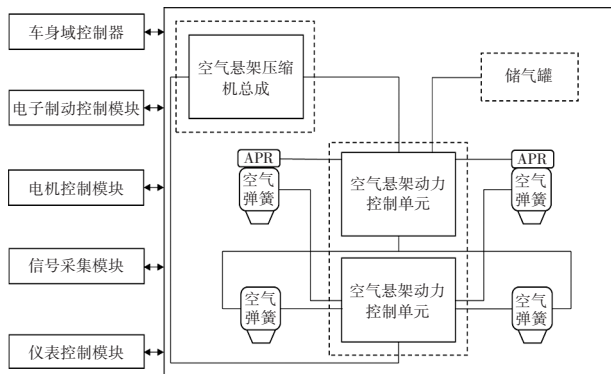 车身域控制器
电子制动控制模块
电机控制模块
信号采集模块
仪表控制模块
空气悬架压缩
机总成
储气罐
APR
空气
弹簧
空气悬架动力
控制单元
APR
空气
弹簧
空气
弹簧
空气悬架动力
控制单元
空气
弹簧